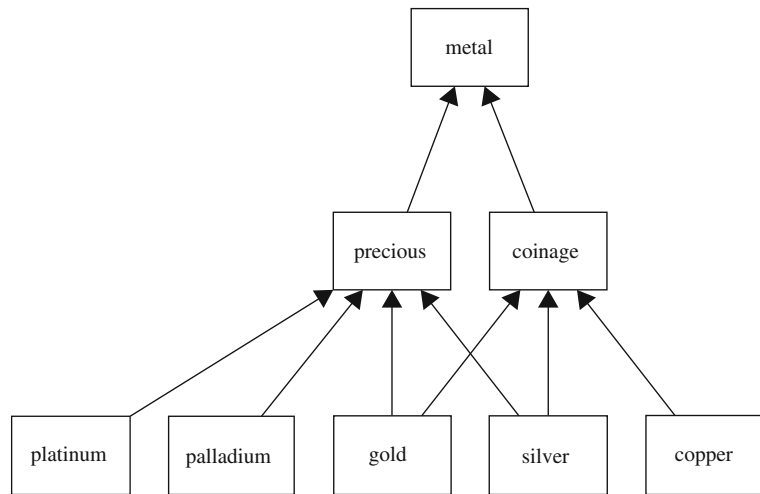 metal
precious
coinage
platinum
palladium
gold
silver
copper